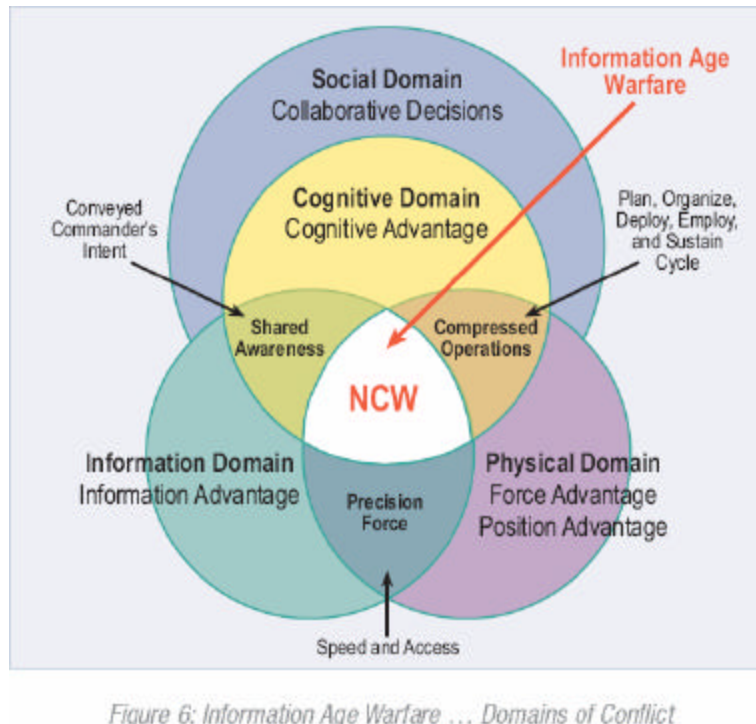 Information Age
Warfare
Social Domain
Collaborative Decisions
Cognitive Domain
Cognitive Advantage
Conveyed
Commander's
Intent
Plan, Organize,
Deploy, Employ,
and Sustain
Cycle
Shared
Awareness
Compressed
Operations
NCW
Information Domain
Information Advantage
Physical Domain
Force Advantage
Position Advantage
Precision
Force
Speed and Access
Figure 6: Information Age Warfare … Domains of Conflict